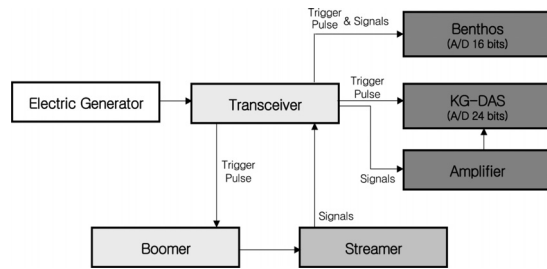 Trigger
Pulse & Signals
Benthos
(A/D 16 bits)
Electric Generator
Transceiver
Trigger
Pulse
KG-DAS
(A/D 24 bits)
Trigger
Pulse
Signals
Amplifier
Signals
Boomer
Streamer